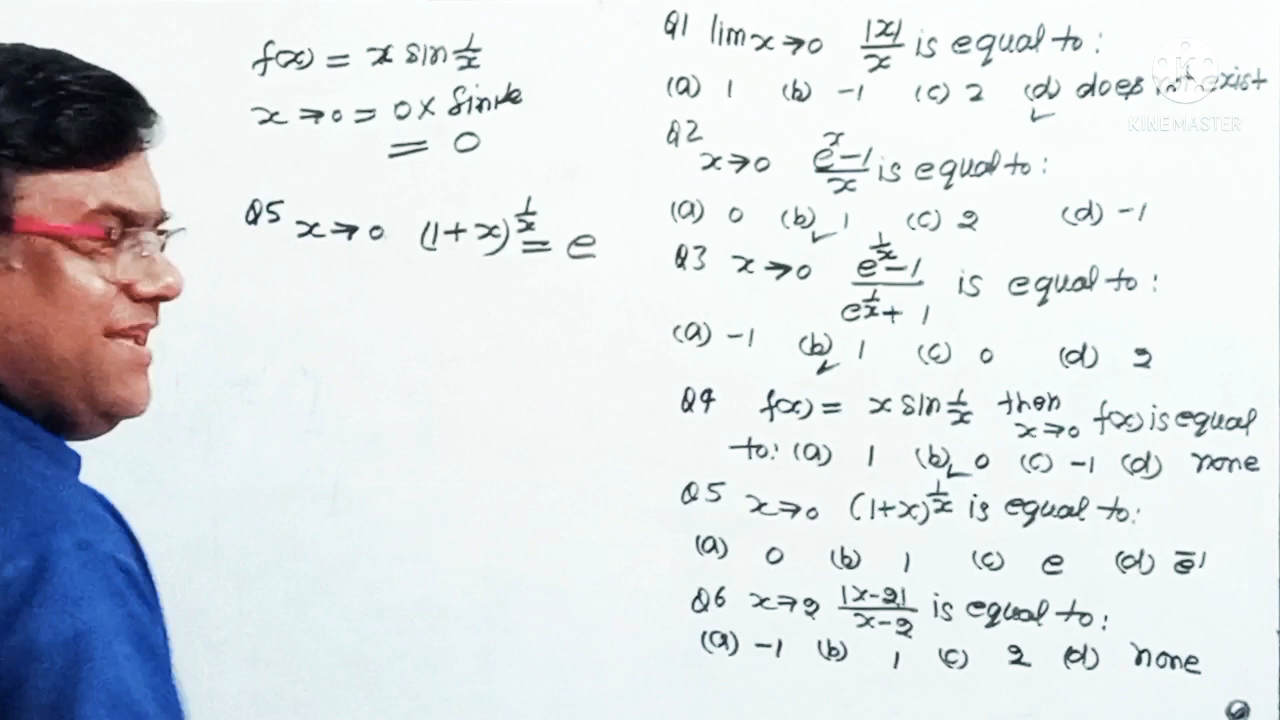 f(x) = x sin 1/x
x→0 = 0 × Sin
= 0
Q5 x→0 (1+x)^1/x = e
Q1 lim x→0 |x|/x is equal to:
(a) 1 (b) -1 (c) 2 (d) does not exist
KINEMASTER
Q2 x→0 e^x-1/x is equal to:
(a) 0 (b) 1 (c) 2 (d) -1
Q3 x→0 e^1/x-1/e^1/x+1 is equal to:
(a) -1 (b) 1 (c) 0 (d) 2
Q4 f(x) = x sin 1/x then x→0 f(x) is equal
to: (a) 1 (b) 0 (c) -1 (d) none
Q5 x→0 (1+x)^1/x is equal to:
(a) 0 (b) 1 (c) e (d) e^-1
Q6 x→2 |x-2|/x-2 is equal to:
(a) -1 (b) 1 (c) 2 (d) none